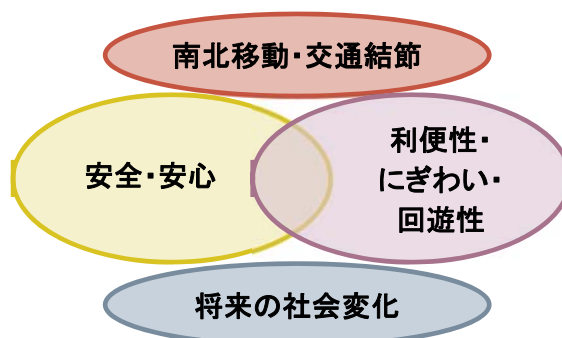 南北移動・交通結節
安全・安心
利便性・
にぎわい・
回遊性
将来の社会変化